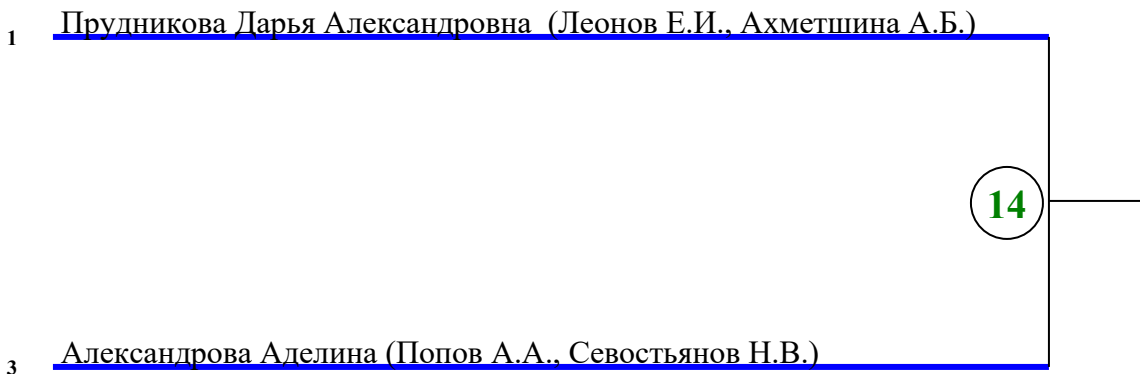 1 Прудникова Дарья Александровна (Леонов Е.И., Ахметшина А.Б.)
14
3 Александрова Аделина (Попов А.А., Севостьянов Н.В.)